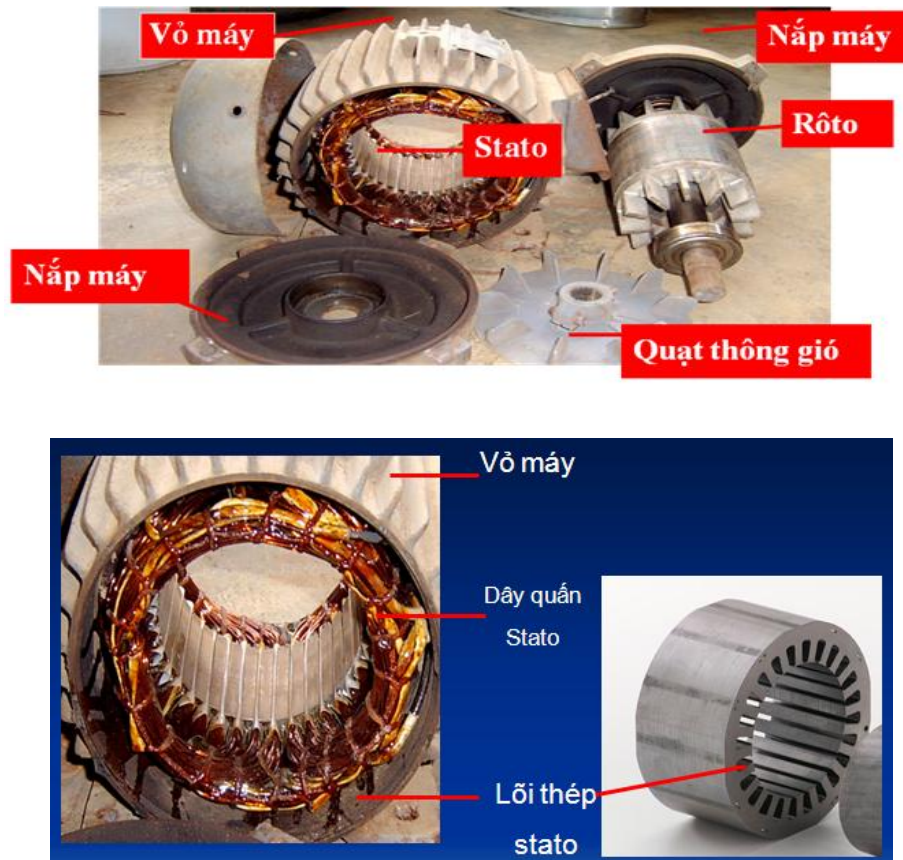 Vỏ máy
Nắp máy
Rôto
Stato
Nắp máy
Quạt thông gió
Vỏ máy
Dây quấn
Stato
Lõi thép
stato